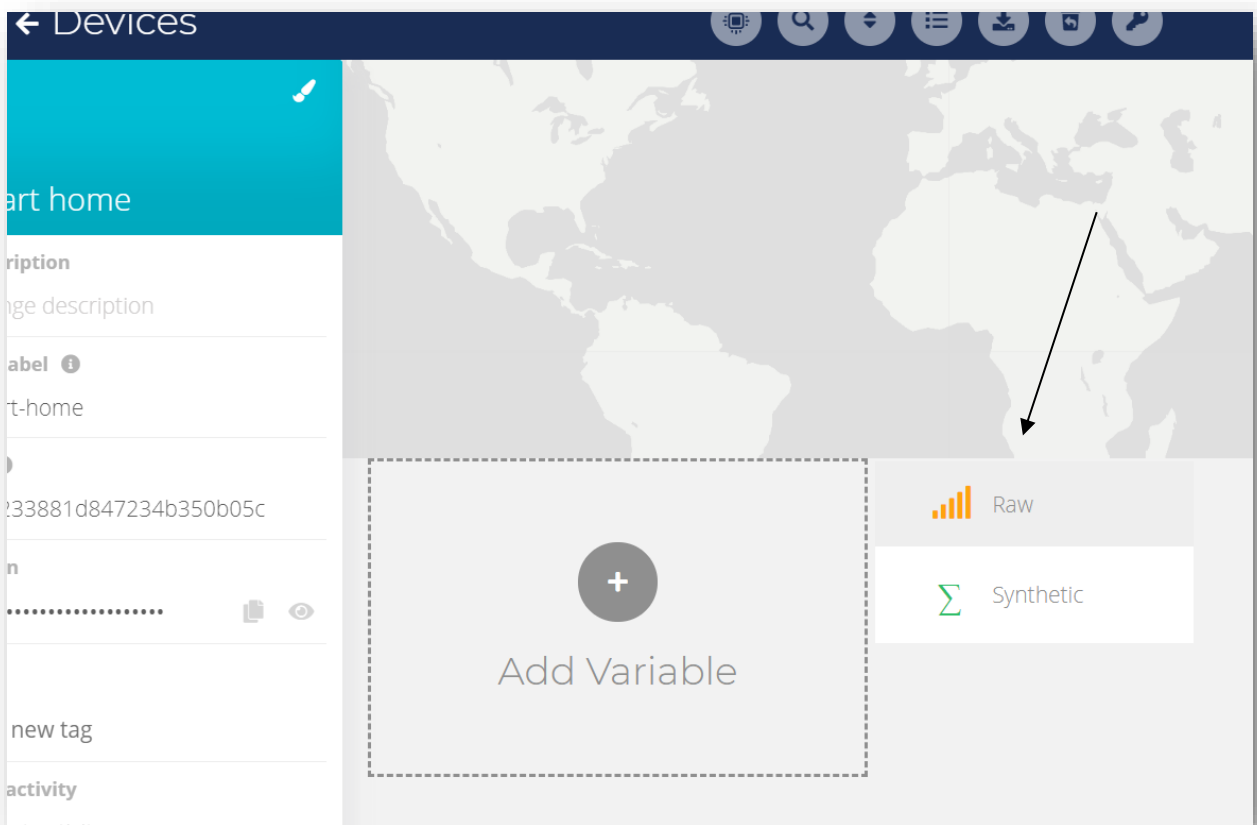 Devices
art home
ription
nge description
abel
rt-home
233881d847234b350b05c
n
new tag
activity
Add Variable
Raw
Synthetic